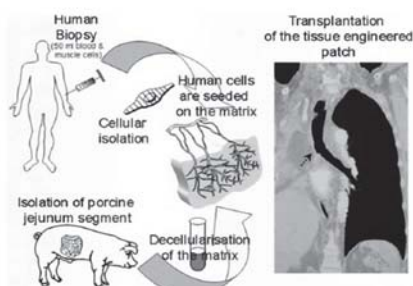 Human
Biopsy
(50 ml blood &
muscle cells)
Cellular
isolation
Human cells
are seeded
on the matrix
Isolation of porcine
jejunum segment
Decellularisation
of the matrix
Transplantation
of the tissue engineered
patch